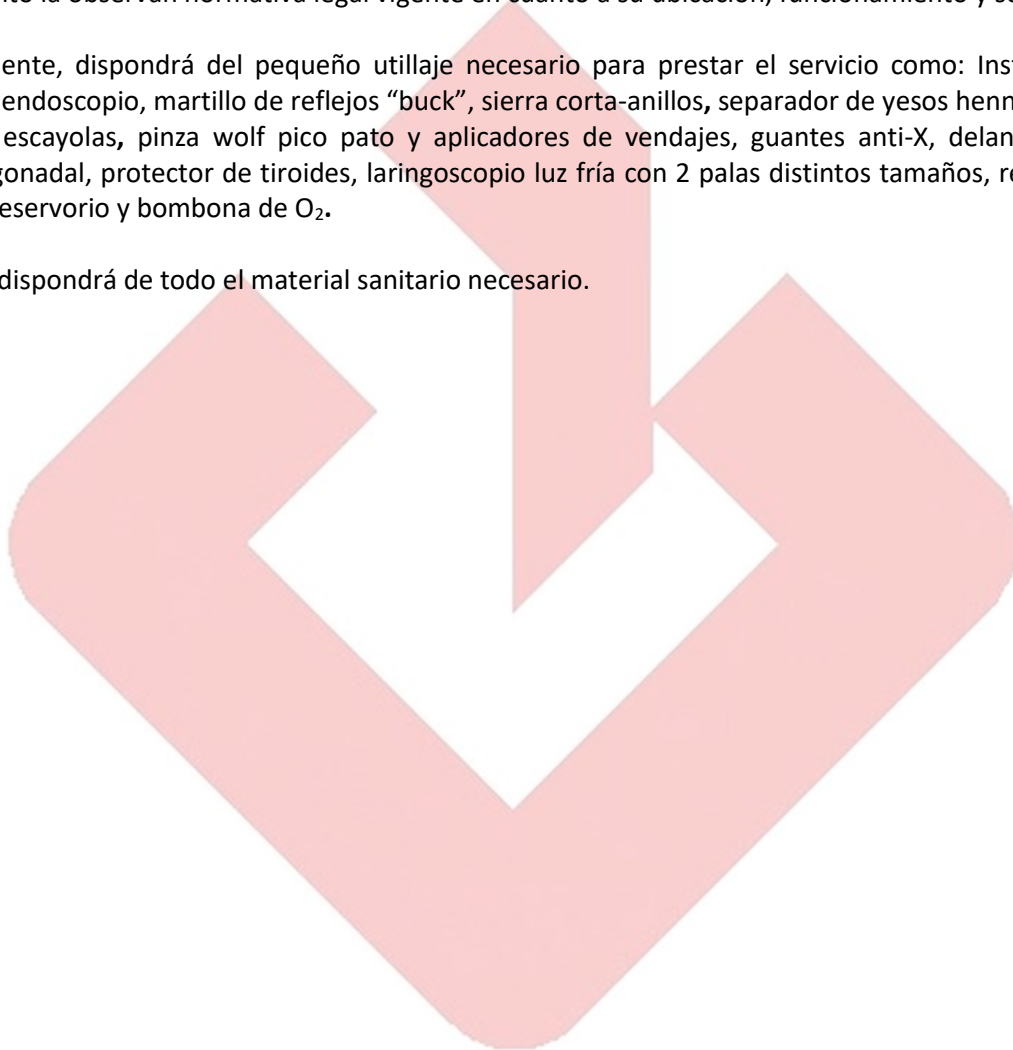 ente, dispondrá del pequeño utillaje necesario para prestar el servicio como: Inst
endoscopio, martillo de reflejos “buck”, sierra corta-anillos, separador de yesos henn
escayolas, pinza wolf pico pato y aplicadores de vendajes, guantes anti-X, delan
gonadal, protector de tiroides, laringoscopio luz fría con 2 palas distintos tamaños, re
eservorio y bombona de O₂.
dispondrá de todo el material sanitario necesario.